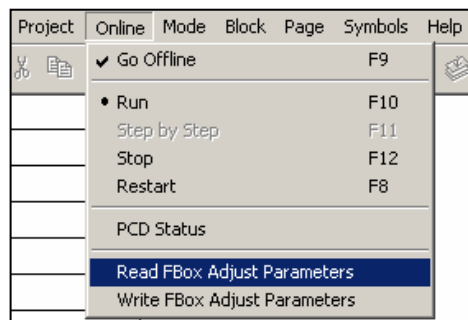 Project Online Mode Block Page Symbols Help
Go Offline F9
Run F10
Step by Step F11
Stop F12
Restart F8
PCD Status
Read FBox Adjust Parameters
Write FBox Adjust Parameters